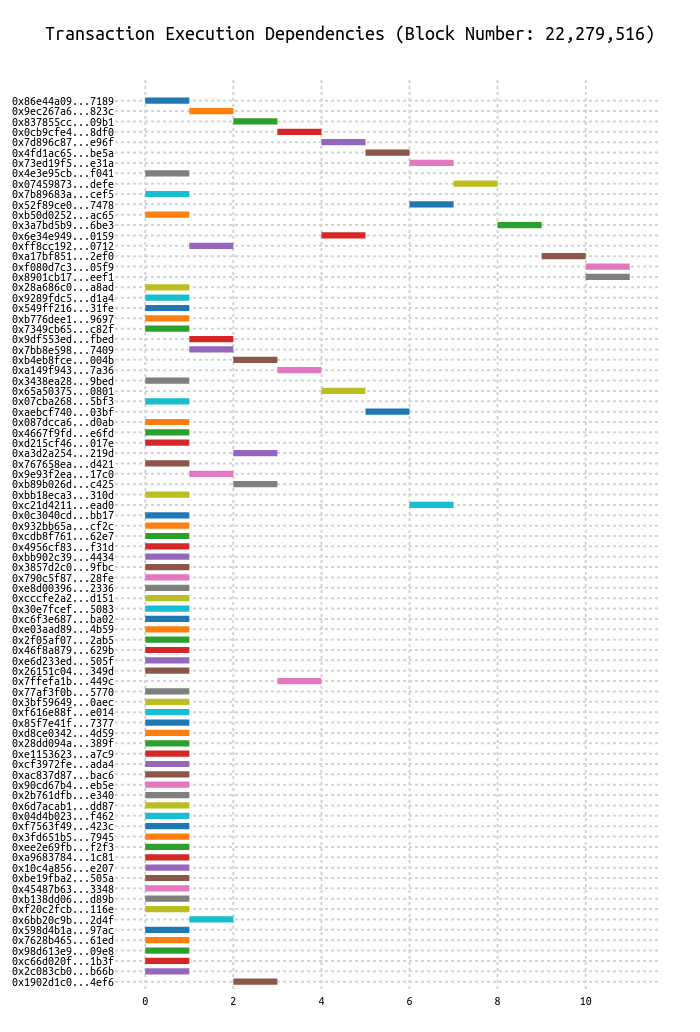 Transaction Execution Dependencies (Block Number: 22,279,516)
0x86e44a09...7189
0x9ec267a6...823c
0x837855cc...09b1
0x0cb9cfe4...8df0
0x7d896c87...e96f
0x4fd1ac65...be5a
0x73ed19f5...e31a
0x4e3e95cb...f041
0x07459873...defe
0x7b89683a...cef5
0x52f89ce0...7478
0xb50d0252...ac65
0x3a7bd5b9...6be3
0x6e34e949...0159
0xff8cc192...0712
0xa17bf851...2ef0
0xf080d7c3...05f9
0x8901cb17...eef1
0x28a686c0...a8ad
0x9289fdc5...d1a4
0x549ff216...31fe
0xb776dee1...9697
0x7349cb65...c82f
0x9df553ed...fbed
0x7bb8e598...7409
0xb4eb8fce...004b
0xa149f943...7a36
0x3438ea28...9bed
0x65a50375...0801
0x07cba268...5bf3
0xaebcf740...03bf
0x087dcca6...d0ab
0x4667f9fd...e6fd
0xd215cf46...017e
0xa3d2a254...219d
0x767658ea...d421
0x9e93f2ea...17c0
0xb89b026d...c425
0xbb18eca3...310d
0xc21d4211...ead0
0x0c3040cd...bb17
0x932bb65a...cf2c
0xcdb8f761...62e7
0x4956cf83...f31d
0xbb902c39...4434
0x3857d2c0...9fbc
0x790c5f87...28fe
0xe8d00396...2336
0xcccfe2a2...d151
0x30e7fcef...5083
0xc6f3e687...ba02
0xe03aad89...4b59
0x2f05af07...2ab5
0x46f8a879...629b
0xe6d233ed...505f
0x26151c04...349d
0x7ffefa1b...449c
0x77af3f0b...5770
0x3bf59649...0aec
0xf616e88f...e014
0x85f7e41f...7377
0xd8ce0342...4d59
0x28dd094a...389f
0xe1153623...a7c9
0xcf3972fe...ada4
0xac837d87...bac6
0x90cd67b4...eb5e
0x2b761dfb...e340
0x6d7acab1...dd87
0x04d4b023...f462
0xf7563f49...423c
0x3fd651b5...7945
0xee2e69fb...f2f3
0xa9683784...1c81
0x10c4a856...e207
0xbe19fba2...505a
0x45487b63...3348
0xb138dd06...d89b
0xf20c2fcb...116e
0x6bb20c9b...2d4f
0x598d4b1a...97ac
0x7628b465...61ed
0x98d613e9...09e8
0xc66d020f...1b3f
0x2c083cb0...b66b
0x1902d1c0...4ef6
0 2 4 6 8 10